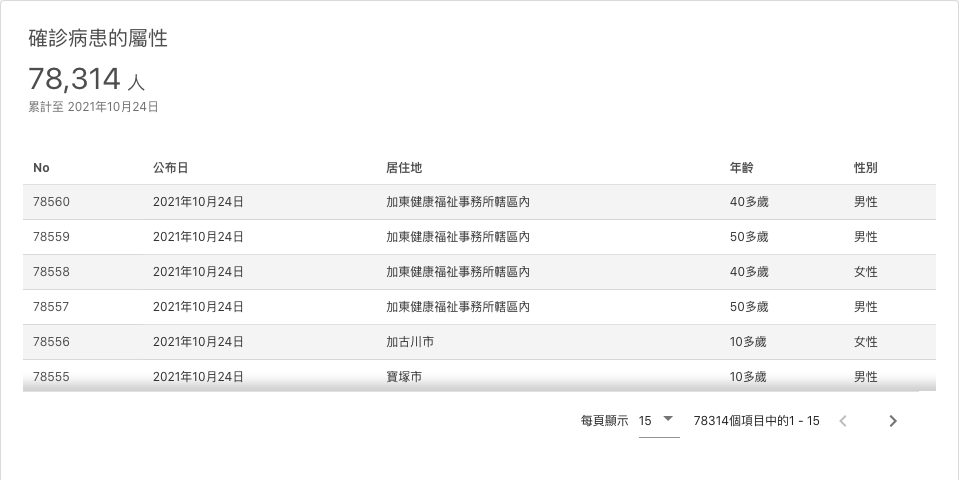 確診病患的屬性
78,314 人
累計至 2021年10月24日
No 公布日 居住地 年齡 性別
78560 2021年10月24日 加東健康福祉事務所轄區內 40多歲 男性
78559 2021年10月24日 加東健康福祉事務所轄區內 50多歲 男性
78558 2021年10月24日 加東健康福祉事務所轄區內 40多歲 女性
78557 2021年10月24日 加東健康福祉事務所轄區內 50多歲 男性
78556 2021年10月24日 加古川市 10多歲 女性
78555 2021年10月24日 寶塚市 10多歲 男性
每頁顯示 15 78314個項目中的1 - 15